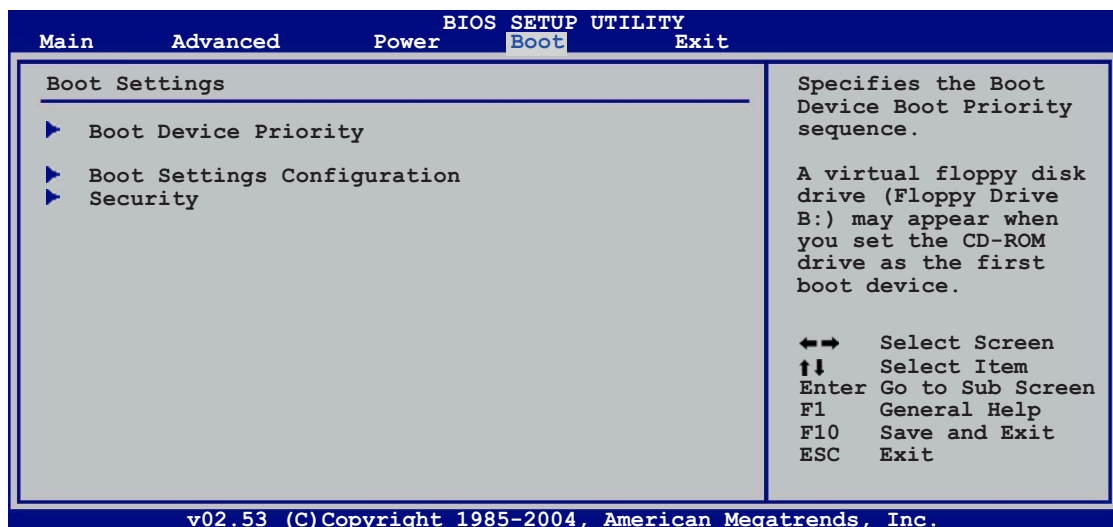 BIOS SETUP UTILITY
Main Advanced Power Boot Exit
Boot Settings
Boot Device Priority
Boot Settings Configuration
Security
Specifies the Boot
Device Boot Priority
sequence.
A virtual floppy disk
drive (Floppy Drive
B:) may appear when
you set the CD-ROM
drive as the first
boot device.
←→ Select Screen
↑↓ Select Item
Enter Go to Sub Screen
F1 General Help
F10 Save and Exit
ESC Exit
v02.53 (C)Copyright 1985-2004, American Megatrends, Inc.